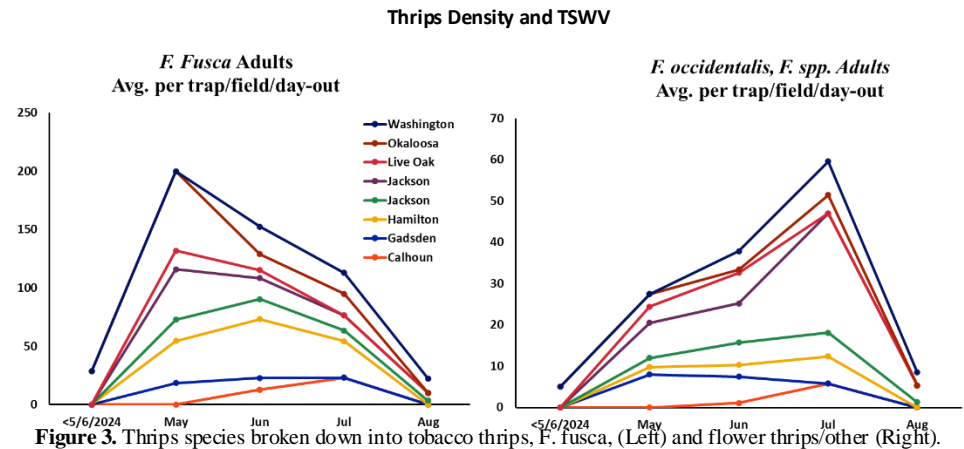 Thrips Density and TSWV
F. Fusca Adults
Avg. per trap/field/day-out
250
200
150
100
50
0
<5/6/2024 May Jun Jul Aug
Washington
Okaloosa
Live Oak
Jackson
Jackson
Hamilton
Gadsden
Calhoun
F. occidentalis, F. spp. Adults
Avg. per trap/field/day-out
70
60
50
40
30
20
10
0
<5/6/2024 May Jun Jul Aug
Figure 3. Thrips species broken down into tobacco thrips, F. fusca, (Left) and flower thrips/other (Right).